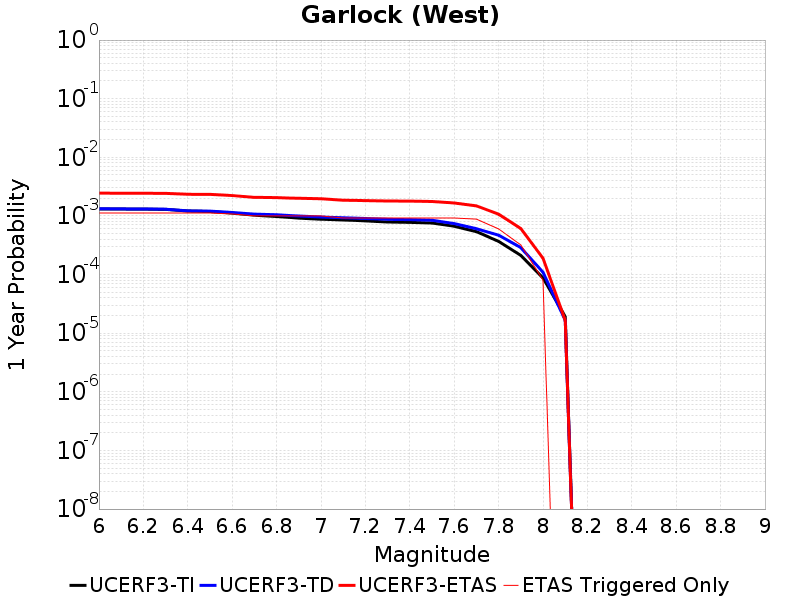 Garlock (West)
1 Year Probability
10^0
10^-1
10^-2
10^-3
10^-4
10^-5
10^-6
10^-7
10^-8
6 6.2 6.4 6.6 6.8 7 7.2 7.4 7.6 7.8 8 8.2 8.4 8.6 8.8 9
Magnitude
UCERF3-TI UCERF3-TD UCERF3-ETAS ETAS Triggered Only